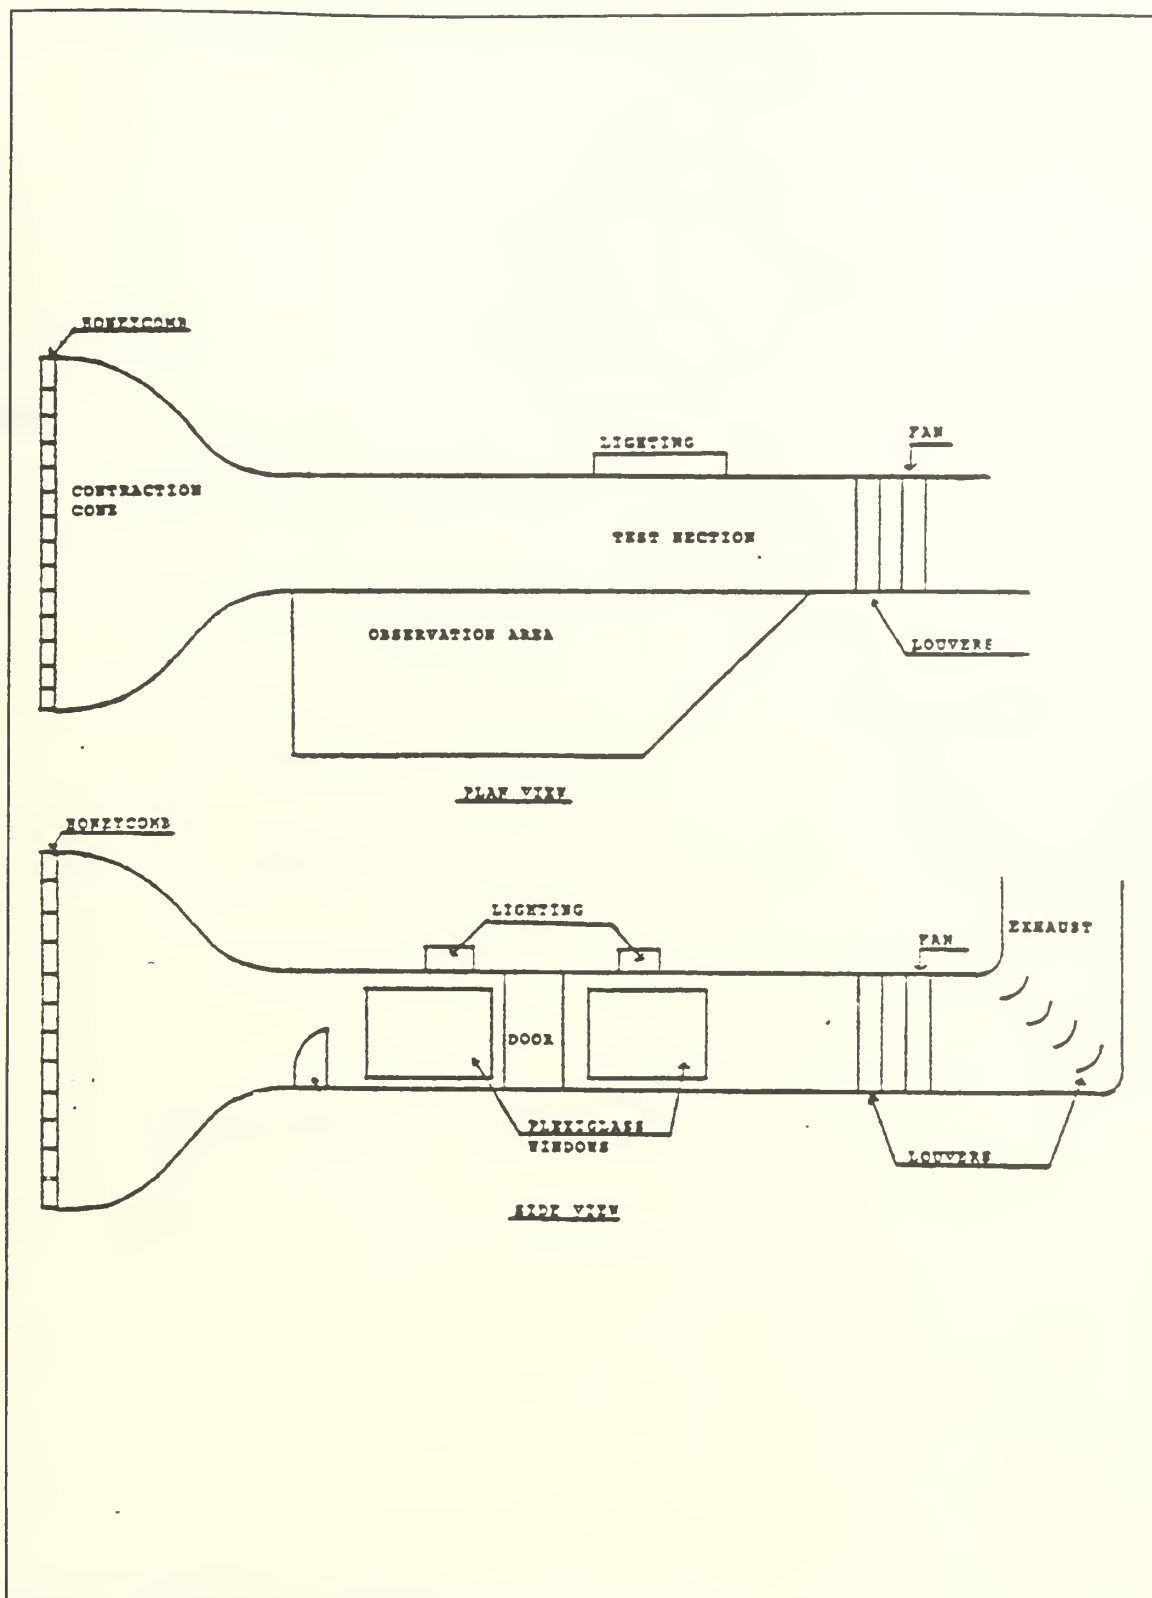 HONEYCOMB
LIGHTING
FAN
CONTRACTION
CONE
TEST SECTION
OBSERVATION AREA
LOUVERS
PLAN VIEW
HONEYCOMB
LIGHTING
EXHAUST
FAN
DOOR
PLEXIGLASS
WINDOWS
LOUVERS
SIDE VIEW